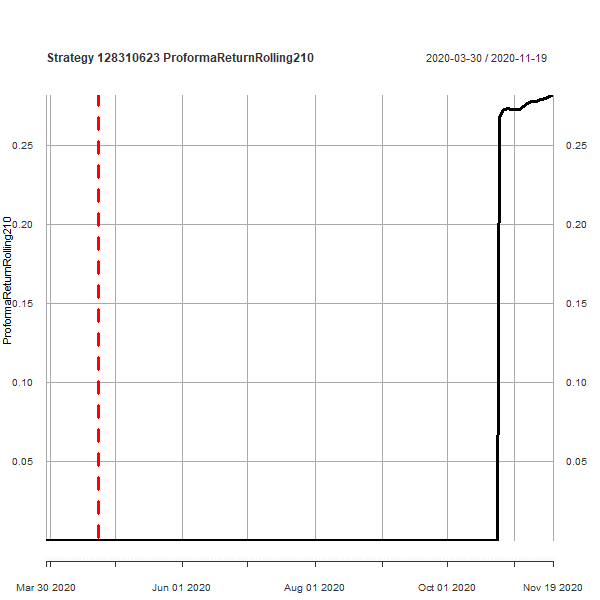 Strategy 128310623 ProformaReturnRolling210
2020-03-30 / 2020-11-19
ProformaReturnRolling210
0.25 0.25
0.20 0.20
0.15 0.15
0.10 0.10
0.05 0.05
Mar 30 2020 Jun 01 2020 Aug 01 2020 Oct 01 2020 Nov 19 2020